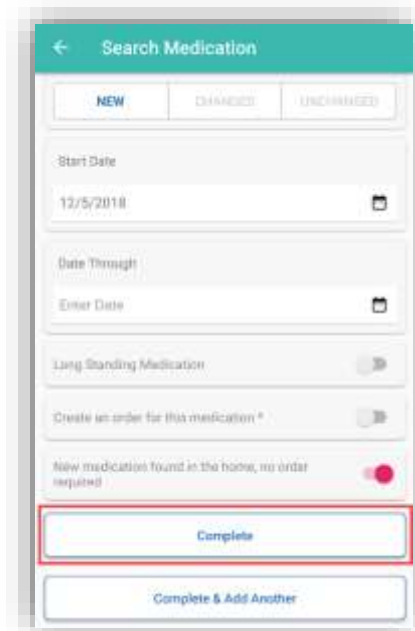 Search Medication
NEW
CHANGED
UNCHANGED
Start Date
12/5/2018
Date Through
Enter Date
Long Standing Medication
Create an order for this medication *
New medication found in the home, no order
required
Complete
Complete & Add Another